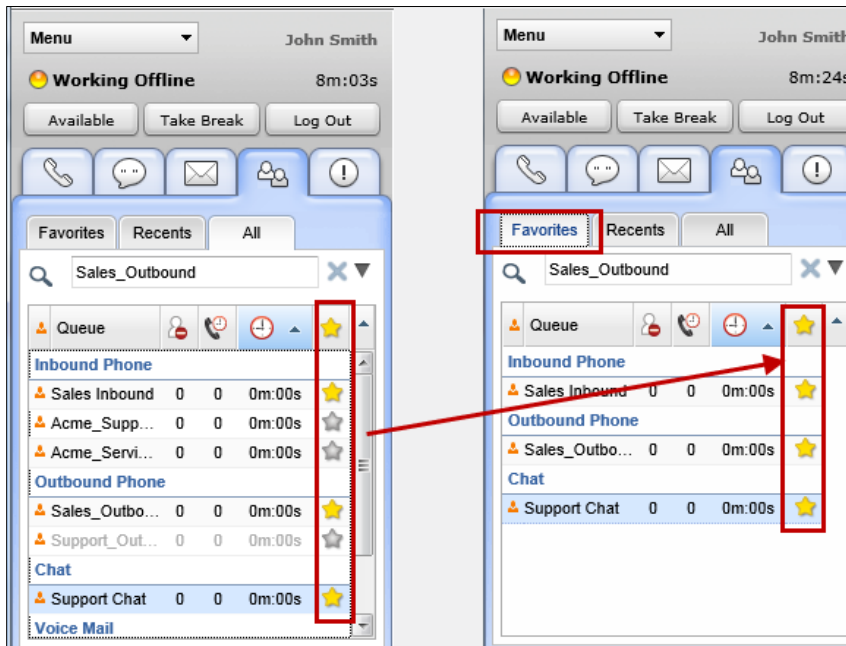 Menu
John Smith
Working Offline
8m:03s
Available
Take Break
Log Out
Favorites
Recents
All
Sales_Outbound
Queue
Inbound Phone
Sales Inbound 0 0 0m:00s
Acme_Supp... 0 0 0m:00s
Acme_Servi... 0 0 0m:00s
Outbound Phone
Sales_Outbo... 0 0 0m:00s
Support_Out... 0 0 0m:00s
Chat
Support Chat 0 0 0m:00s
Voice Mail
Menu
John Smith
Working Offline
8m:24s
Available
Take Break
Log Out
Favorites
Recents
All
Sales_Outbound
Queue
Inbound Phone
Sales Inbound 0 0 0m:00s
Outbound Phone
Sales_Outbo... 0 0 0m:00s
Chat
Support Chat 0 0 0m:00s